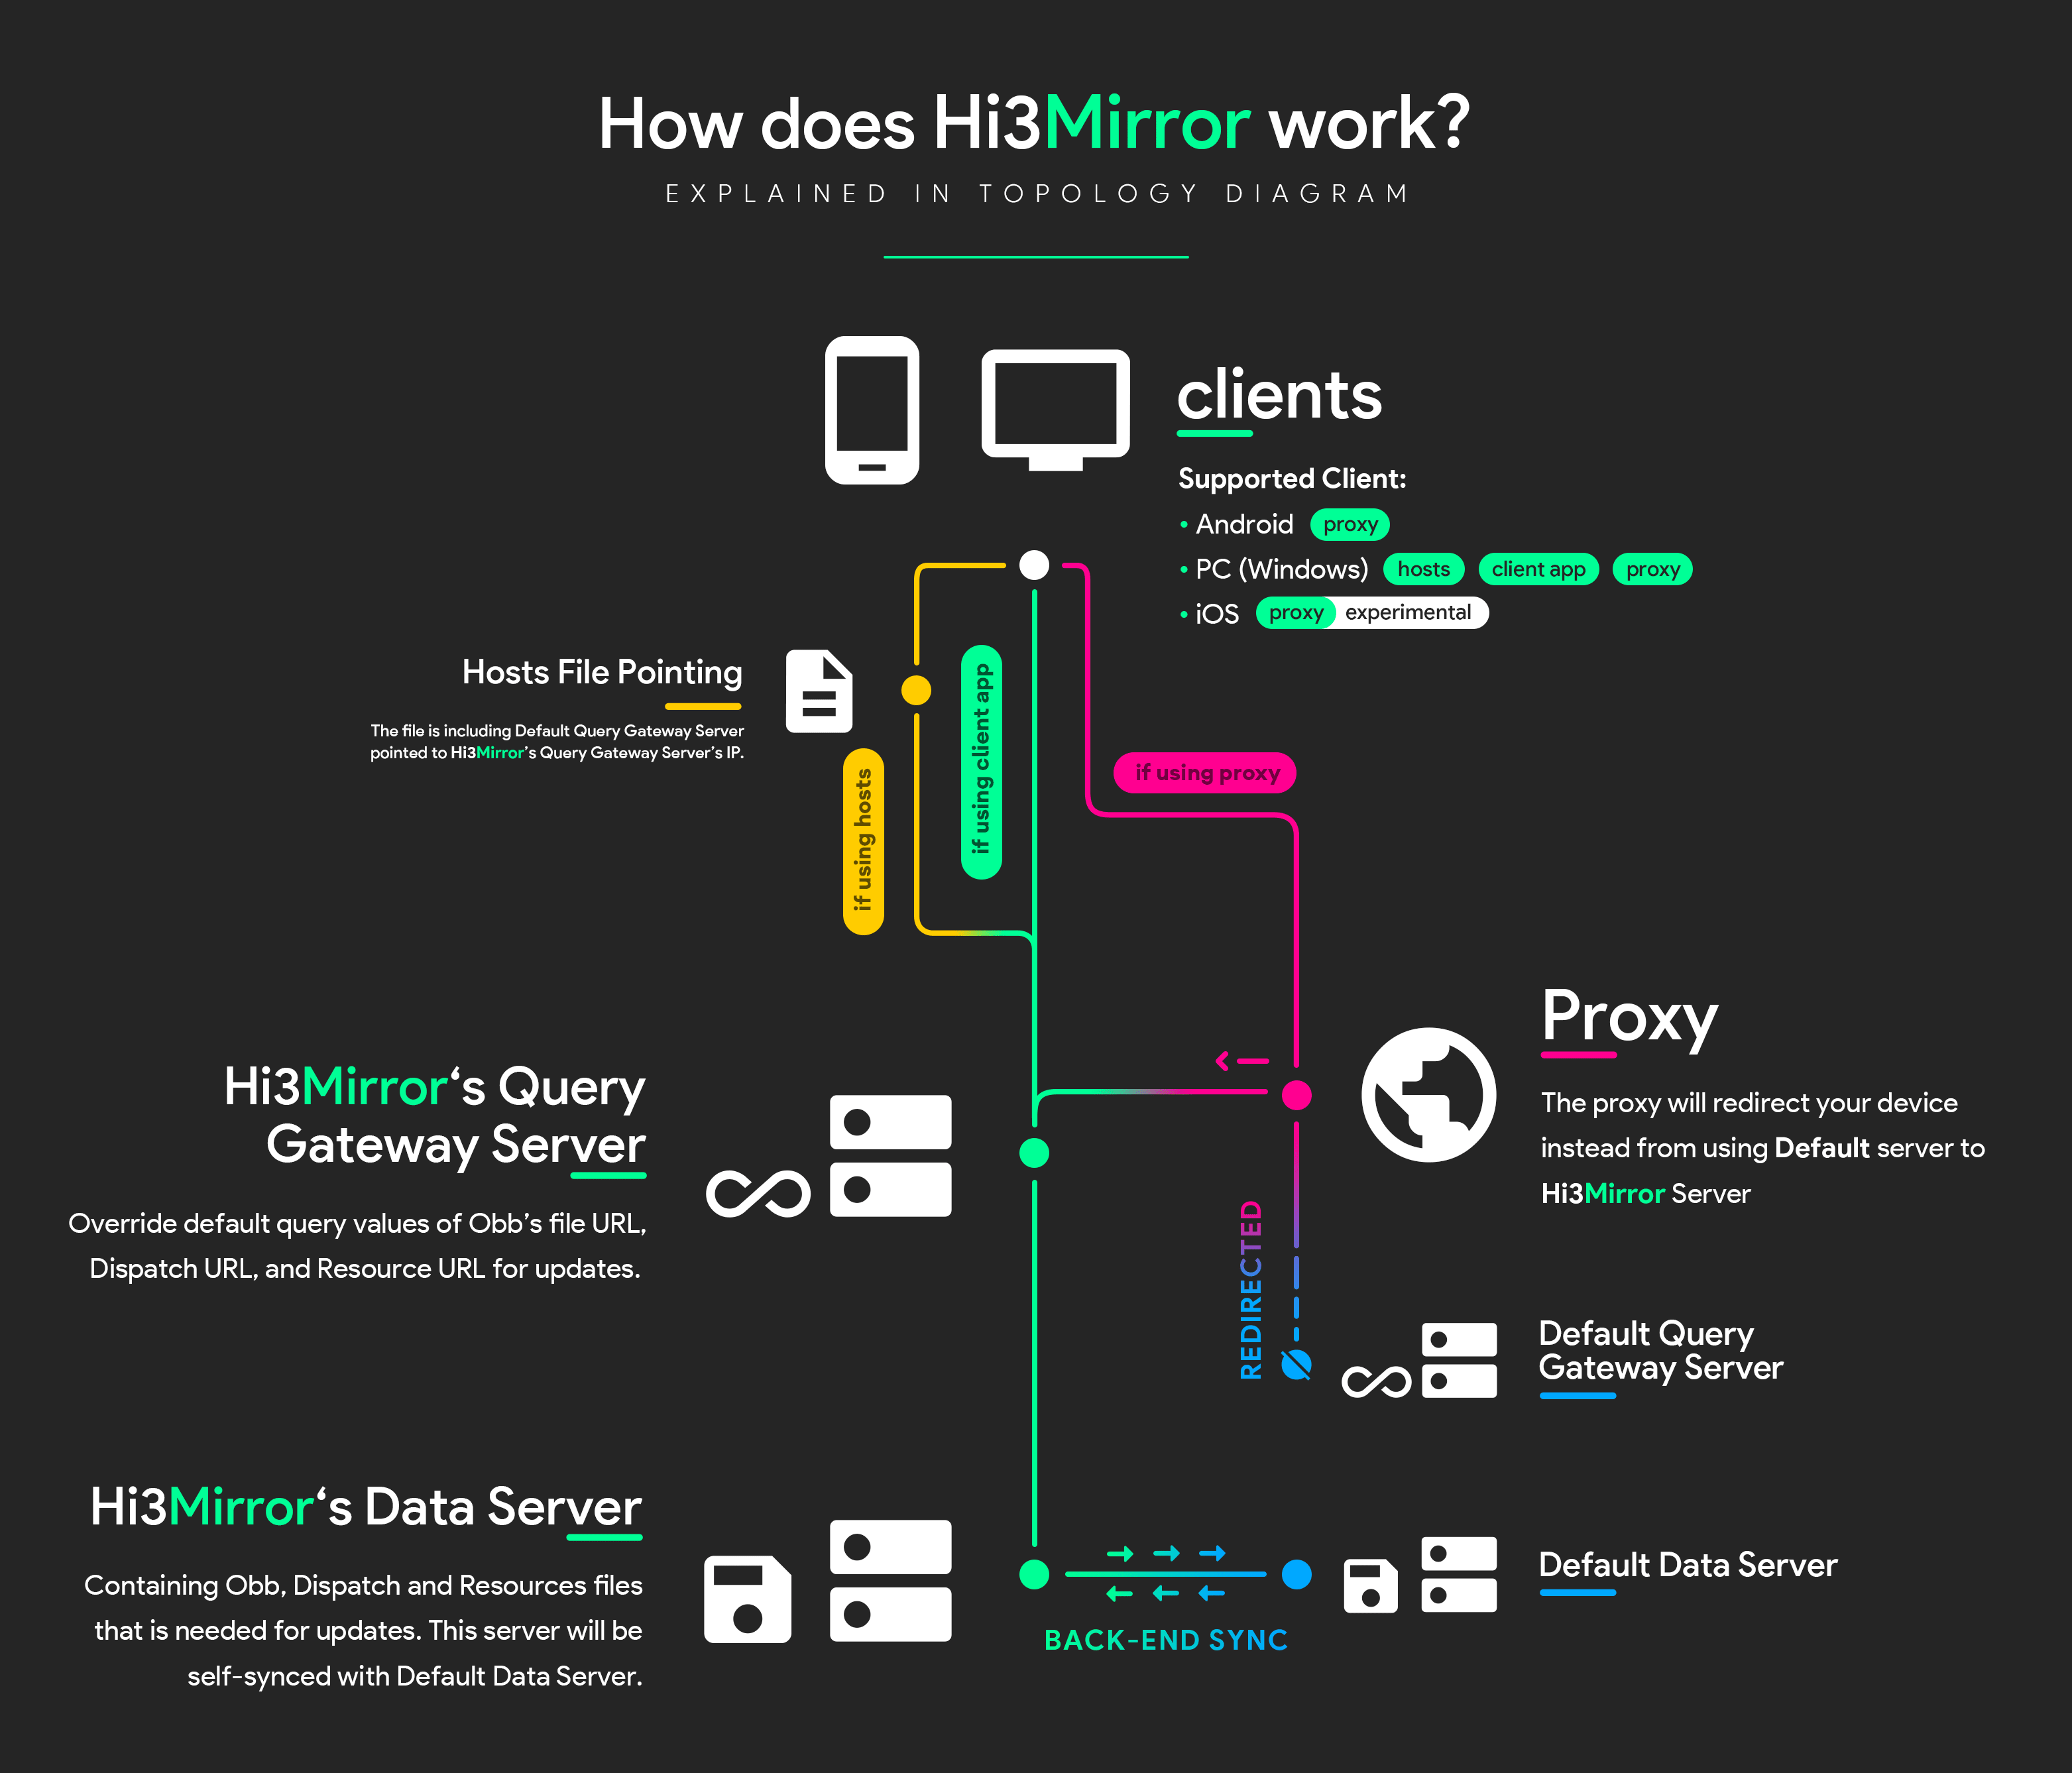 How does Hi3Mirror work?
EXPLAINED IN TOPOLOGY DIAGRAM
clients
Supported Client:
• Android proxy
• PC (Windows) hosts client app proxy
• iOS proxy experimental
Hosts File Pointing
The file is including Default Query Gateway Server
pointed to Hi3Mirror's Query Gateway Server's IP.
if using hosts
if using client app
if using proxy
Proxy
The proxy will redirect your device
instead from using Default server to
Hi3Mirror Server
Hi3Mirror‘s Query
Gateway Server
Override default query values of Obb's file URL,
Dispatch URL, and Resource URL for updates.
REDIRECTED
Default Query
Gateway Server
Hi3Mirror‘s Data Server
Containing Obb, Dispatch and Resources files
that is needed for updates. This server will be
self-synced with Default Data Server.
BACK-END SYNC
Default Data Server